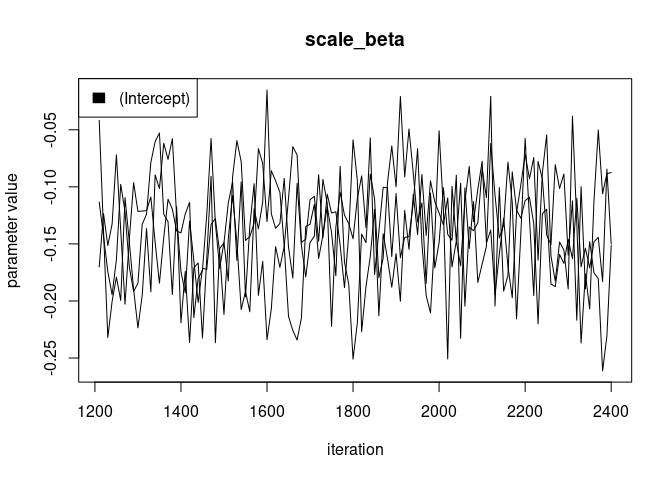 scale_beta
(Intercept)
parameter value
-0.05
-0.10
-0.15
-0.20
-0.25
1200 1400 1600 1800 2000 2200 2400
iteration